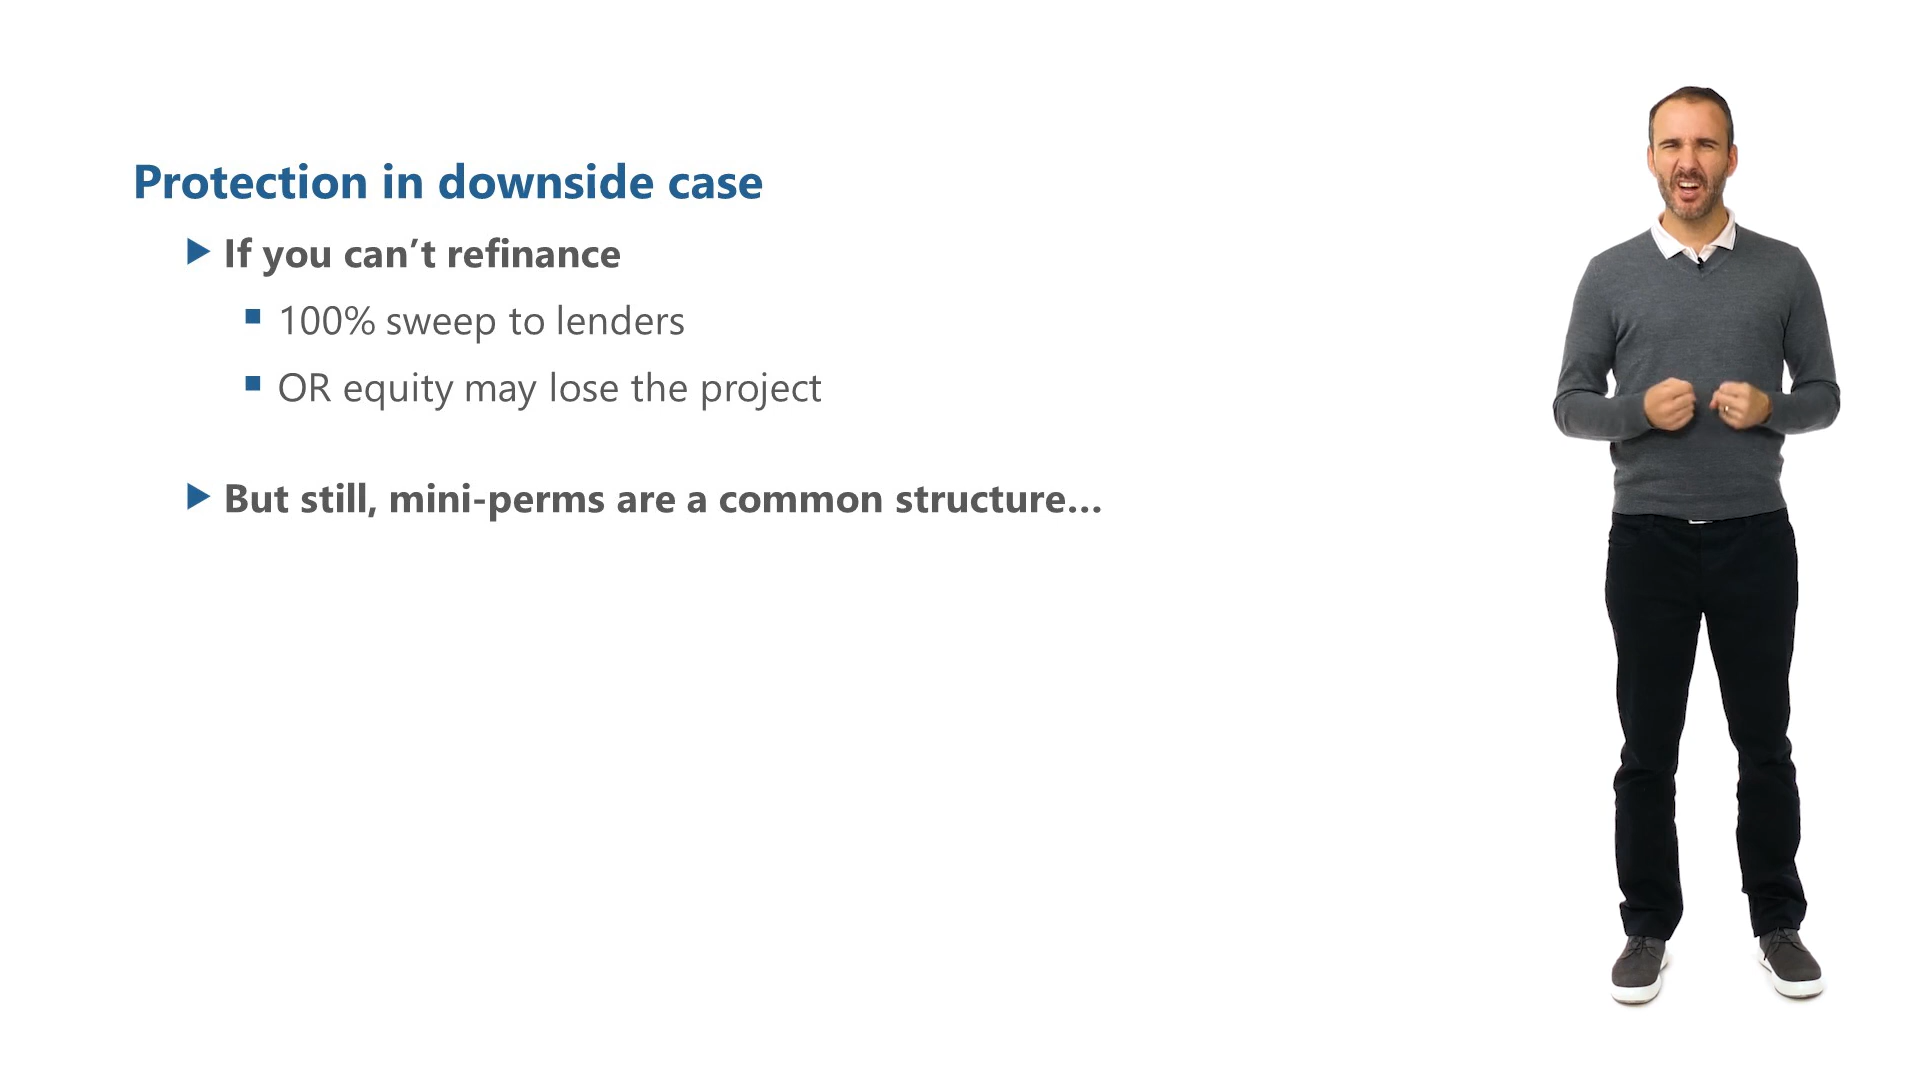 Protection in downside case
If you can’t refinance
100% sweep to lenders
OR equity may lose the project
But still, mini-perms are a common structure…